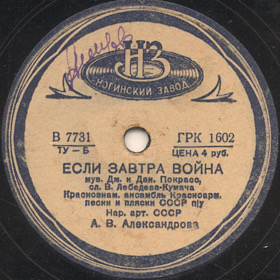 НЗ
НОГИНСКИЙ ЗАВОД
В 7731
ТУ-Б
ГРК 1602
ЦЕНА 4 руб.
ЕСЛИ ЗАВТРА ВОЙНА
муз. Дм. и Дан. Покрасс,
сл. В. Лебедева-Кумача
Краснознам. ансамбль Красноарм.
песни и пляски СССР п/у
Нар. арт. СССР
А. В. Александрова